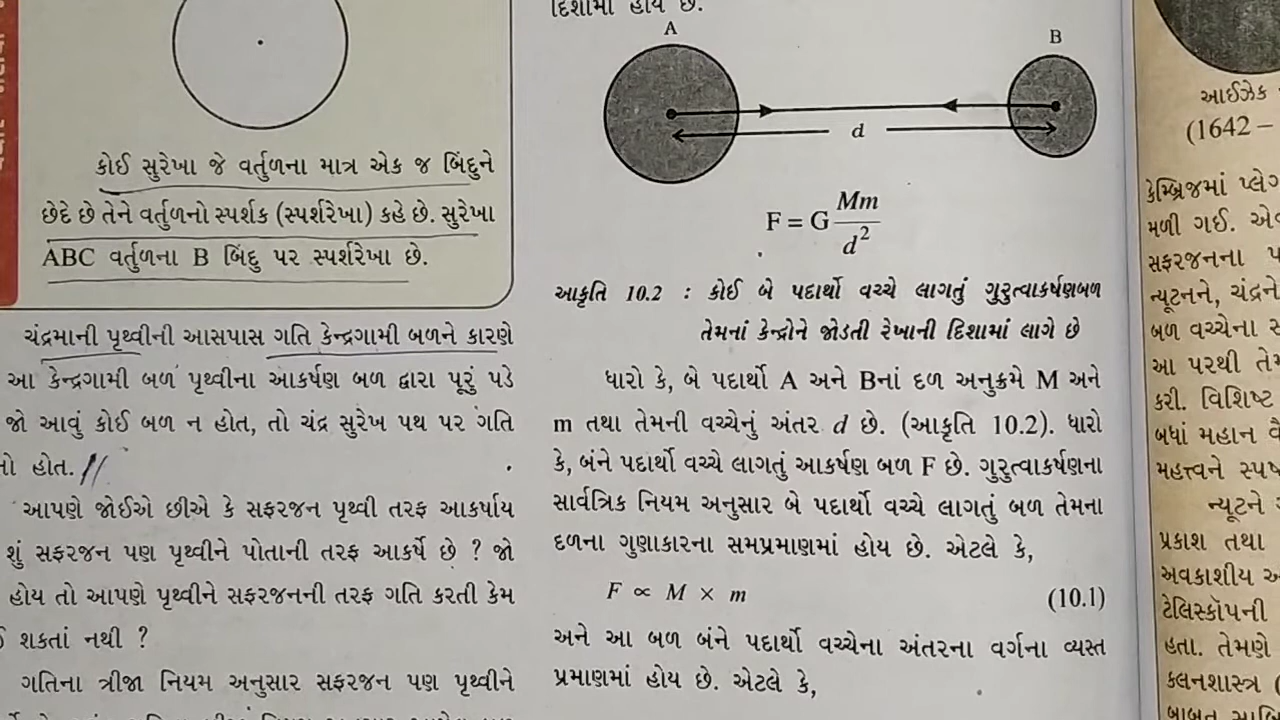 કોઈ સુરેખા જે વર્તુળના માત્ર એક જ બિંદુને
છેદે છે તેને વર્તુળનો સ્પર્શક (સ્પર્શરેખા) કહે છે. સુરેખા
ABC વર્તુળના B બિંદુ પર સ્પર્શરેખા છે.
ચંદ્રમાની પૃથ્વીની આસપાસ ગતિ કેન્દ્રગામી બળને કારણે
આ કેન્દ્રગામી બળ પૃથ્વીના આકર્ષણ બળ દ્વારા પૂરું પડે
જો આવું કોઈ બળ ન હોત, તો ચંદ્ર સુરેખ પથ પર ગતિ
હોત.
આપણે જોઈએ છીએ કે સફરજન પૃથ્વી તરફ આકર્ષાય
શું સફરજન પણ પૃથ્વીને પોતાની તરફ આકર્ષે છે ? જો
હોય તો આપણે પૃથ્વીને સફરજનની તરફ ગતિ કરતી કેમ
શકતાં નથી ?
ગતિના ત્રીજા નિયમ અનુસાર સફરજન પણ પૃથ્વીને
દિશામાં હોય છે.
A
B
d
F = G Mm/d²
આકૃતિ 10.2 : કોઈ બે પદાર્થો વચ્ચે લાગતું ગુરુત્વાકર્ષણબળ
તેમનાં કેન્દ્રોને જોડતી રેખાની દિશામાં લાગે છે
ધારો કે, બે પદાર્થો A અને Bનાં દળ અનુક્રમે M અને
m તથા તેમની વચ્ચેનું અંતર d છે. (આકૃતિ 10.2). ધારો
કે, બંને પદાર્થો વચ્ચે લાગતું આકર્ષણ બળ F છે. ગુરુત્વાકર્ષણના
સાર્વત્રિક નિયમ અનુસાર બે પદાર્થો વચ્ચે લાગતું બળ તેમના
દળના ગુણાકારના સમપ્રમાણમાં હોય છે. એટલે કે,
F ∝ M × m (10.1)
અને આ બળ બંને પદાર્થો વચ્ચેના અંતરના વર્ગના વ્યસ્ત
પ્રમાણમાં હોય છે. એટલે કે,
આઈઝેક
(1642 –
કેમ્બ્રિજમાં
મળી ગઈ.
સફરજનના
ન્યૂટનને, ચંદ્રને
બળ વચ્ચેના
આ પરથી
કરી. વિશિષ્ટ
બધાં મહાન
મહત્ત્વને
ન્યૂટને
પ્રકાશ તથા
અવકાશીય
ટેલિસ્કૉપની
હતા. તેમણે
કલનશાસ્ત્ર
બાબત